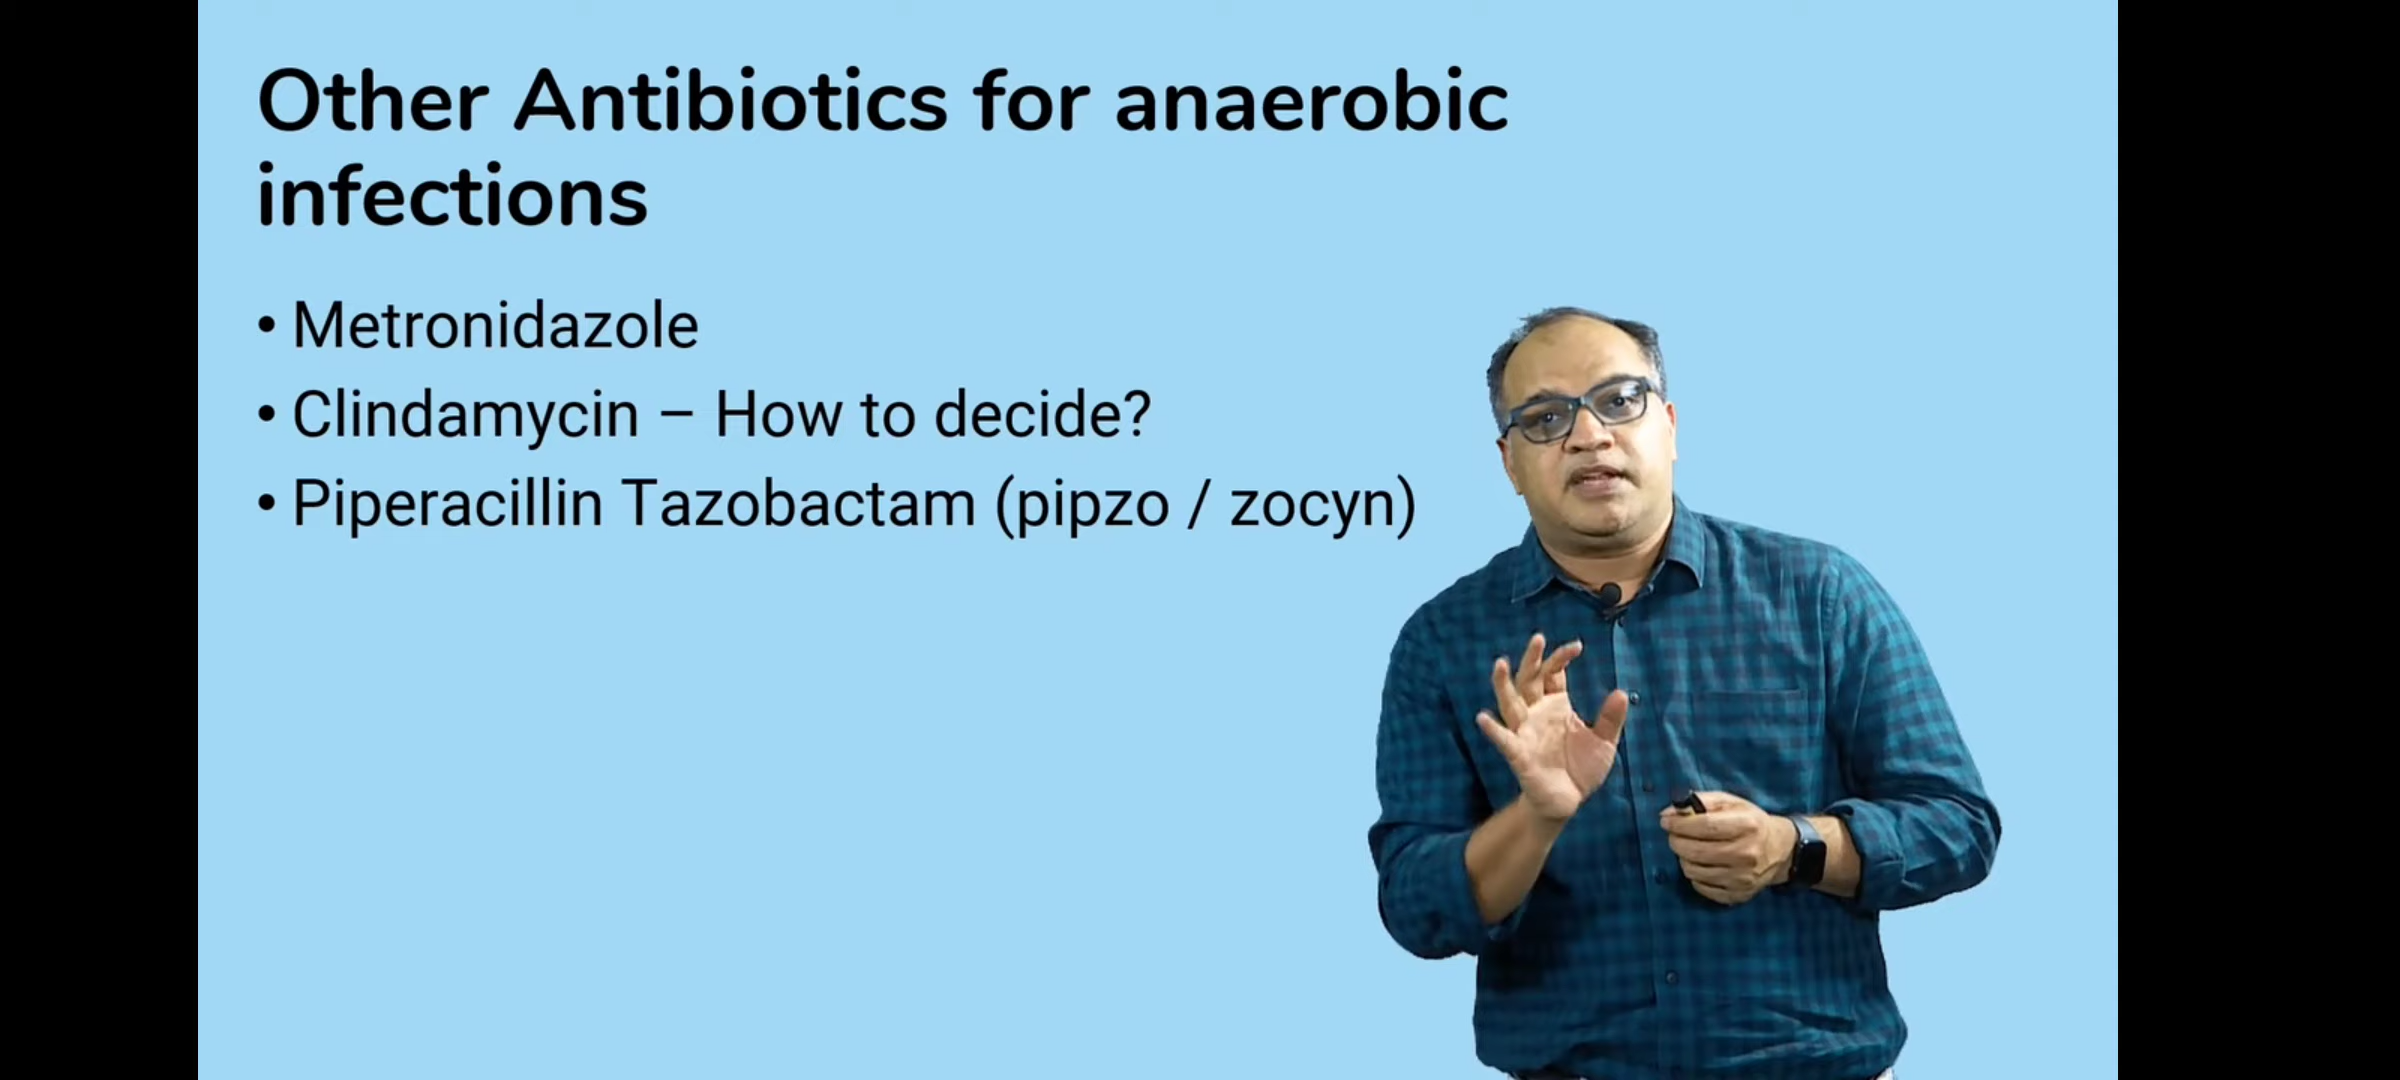 Other Antibiotics for anaerobic
infections
• Metronidazole
• Clindamycin – How to decide?
• Piperacillin Tazobactam (pipzo / zocyn)